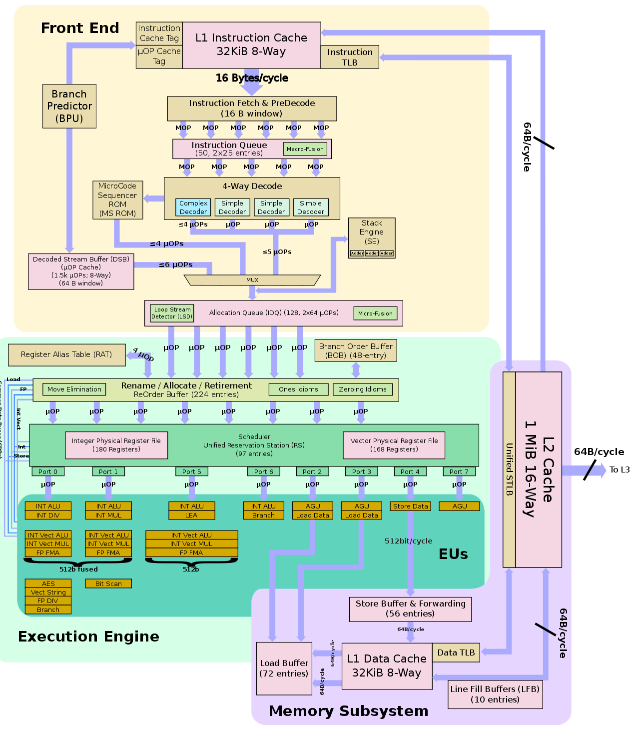 Front End
Instruction
Cache Tag
µOP Cache
Tag
L1 Instruction Cache
32KiB 8-Way
Instruction
TLB
16 Bytes/cycle
Branch
Predictor
(BPU)
Instruction Fetch & PreDecode
(16 B window)
MOP MOP MOP MOP MOP MOP
Instruction Queue
(50, 2x25 entries)
Macro-Fusion
MOP MOP MOP MOP MOP
64B/cycle
MicroCode
Sequencer
ROM
(MS ROM)
4-Way Decode
Complex
Decoder
Simple
Decoder
Simple
Decoder
Simple
Decoder
≤4 µOPs µOP µOP µOP
Stack
Engine
(SE)
≤4 µOPs
≤5 µOPs
Decoded Stream Buffer (DSB)
(µOP Cache)
(1.5k µOPs; 8-Way)
(64 B window)
≤6 µOPs
MUX
Loop Stream
Detector (LSD)
Allocation Queue (IDQ) (128, 2x64 µOPs)
Micro-Fusion
µOP µOP µOP µOP µOP µOP
Register Alias Table (RAT)
4 µOP
Branch Order Buffer
(BOB) (48-entry)
Load
FP
Int Vect
Int
Store
Move Elimination
Rename / Allocate / Retirement
ReOrder Buffer (224 entries)
Ones Idioms
Zeroing Idioms
µOP µOP µOP µOP µOP µOP µOP µOP
Integer Physical Register File
(180 Registers)
Scheduler
Unified Reservation Station (RS)
(97 entries)
Vector Physical Register File
(168 Registers)
Port 0 Port 1 Port 5 Port 6 Port 2 Port 3 Port 4 Port 7
µOP µOP µOP µOP µOP µOP µOP µOP
INT ALU
INT DIV
INT ALU
INT MUL
INT ALU
LEA
INT ALU
Branch
AGU
Load Data
AGU
Load Data
Store Data
AGU
INT Vect ALU
INT Vect MUL
FP FMA
INT Vect ALU
INT Vect MUL
FP FMA
INT Vect ALU
INT Vect MUL
FP FMA
512b fused
512b
512bit/cycle
EUs
AES
Vect String
FP DIV
Branch
Bit Scan
Execution Engine
Unified STLB
L2 Cache
1 MiB 16-Way
64B/cycle
To L3
Store Buffer & Forwarding
(56 entries)
64B/cycle
64B/cycle
Load Buffer
(72 entries)
64B/cycle
64B/cycle
L1 Data Cache
32KiB 8-Way
Data TLB
Line Fill Buffers (LFB)
(10 entries)
Memory Subsystem